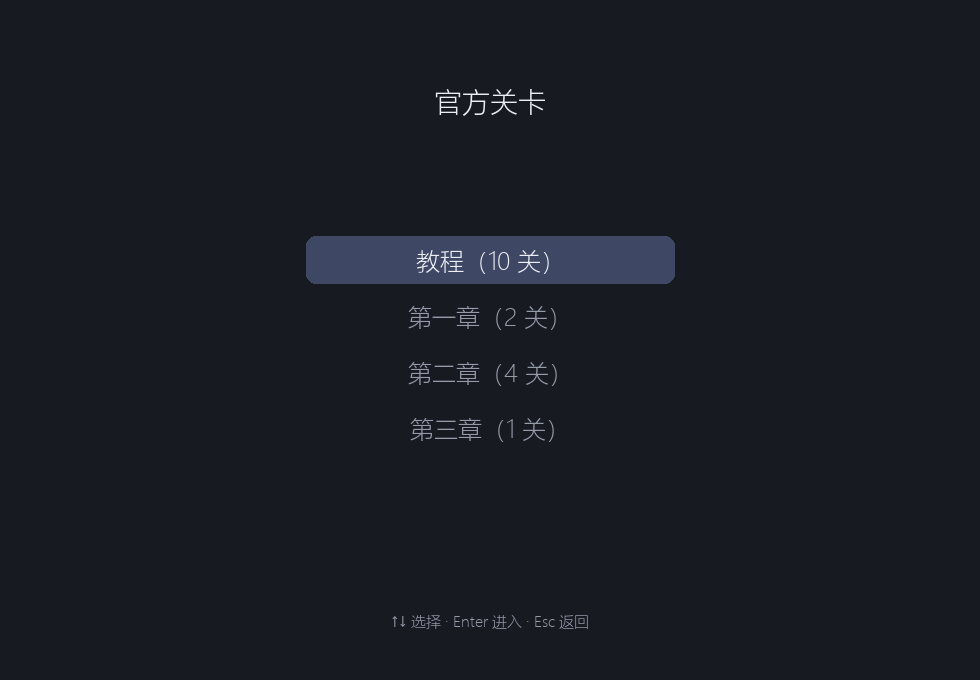 官方关卡
教程（10 关）
第一章（2 关）
第二章（4 关）
第三章（1 关）
↑↓ 选择 · Enter 进入 · Esc 返回